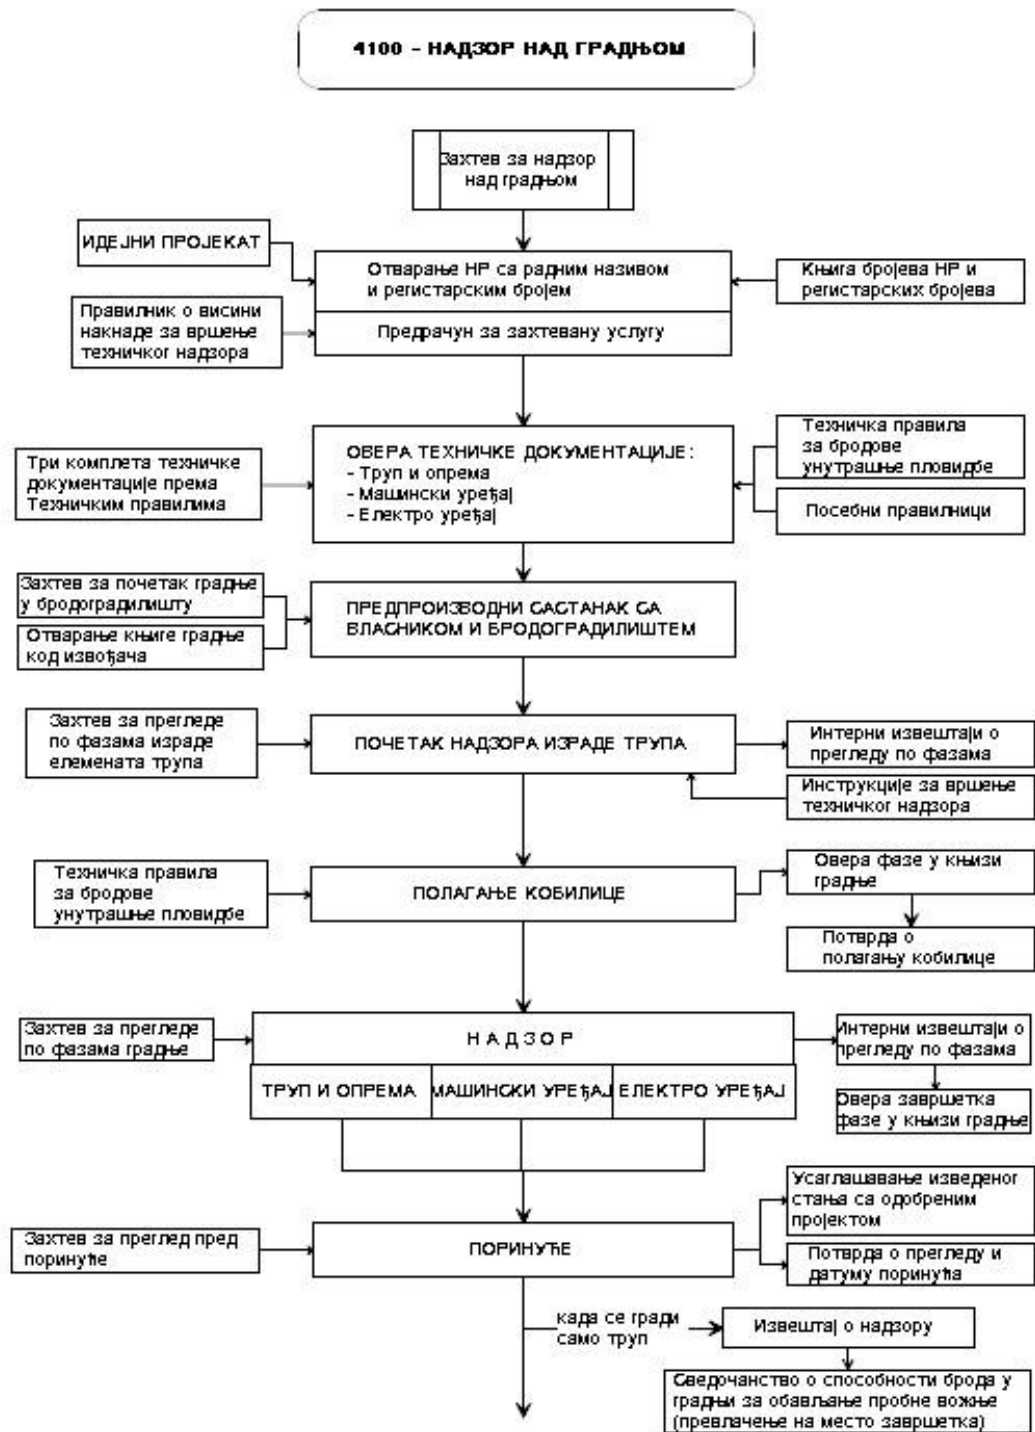 4100 - НАДЗОР НАД ГРАДЊОМ
Захтев за надзор
над градњом
ИДЕЈНИ ПРОЈЕКАТ
Отварање НР са радним називом
и регистарским бројем
Књига бројева НР и
регистарских бројева
Правилник о висини
накнаде за вршење
техничког надзора
Предрачун за захтевану услугу
Три комплета техничке
документације према
Техничким правилима
ОВЕРА ТЕХНИЧКЕ ДОКУМЕНТАЦИЈЕ:
- Труп и опрема
- Машински уређај
- Електро уређај
Техничка правила
за бродове
унутрашње пловидбе
Посебни правилници
Захтев за почетак градње
у бродоградилишту
Отварање књиге градње
код извођача
ПРЕДПРОИЗВОДНИ САСТАНАК СА
ВЛАСНИКОМ И БРОДОГРАДИЛИШТЕМ
Захтев за прегледе
по фазама израде
елемената трупа
ПОЧЕТАК НАДЗОРА ИЗРАДЕ ТРУПА
Интерни извештаји о
прегледу по фазама
Инструкције за вршење
техничког надзора
Техничка правила
за бродове
унутрашње пловидбе
ПОЛАГАЊЕ КОБИЛИЦЕ
Овера фазе у књизи
градње
Потврда о
полагању кобилице
Захтев за прегледе
по фазама градње
Н А Д З О Р
ТРУП И ОПРЕМА
МАШИНСКИ УРЕЂАЈ
ЕЛЕКТРО УРЕЂАЈ
Интерни извештаји о
прегледу по фазама
Овера завршетка
фазе у књизи градње
Захтев за преглед пред
поринуће
ПОРИНУЋЕ
Усаглашавање изведеног
стања са одобреним
пројектом
Потврда о прегледу и
датуму поринућа
када се гради
само труп
Извештај о надзору
Сведочанство о способности брода у
градњи за обављање пробне вожње
(превлачење на место завршетка)